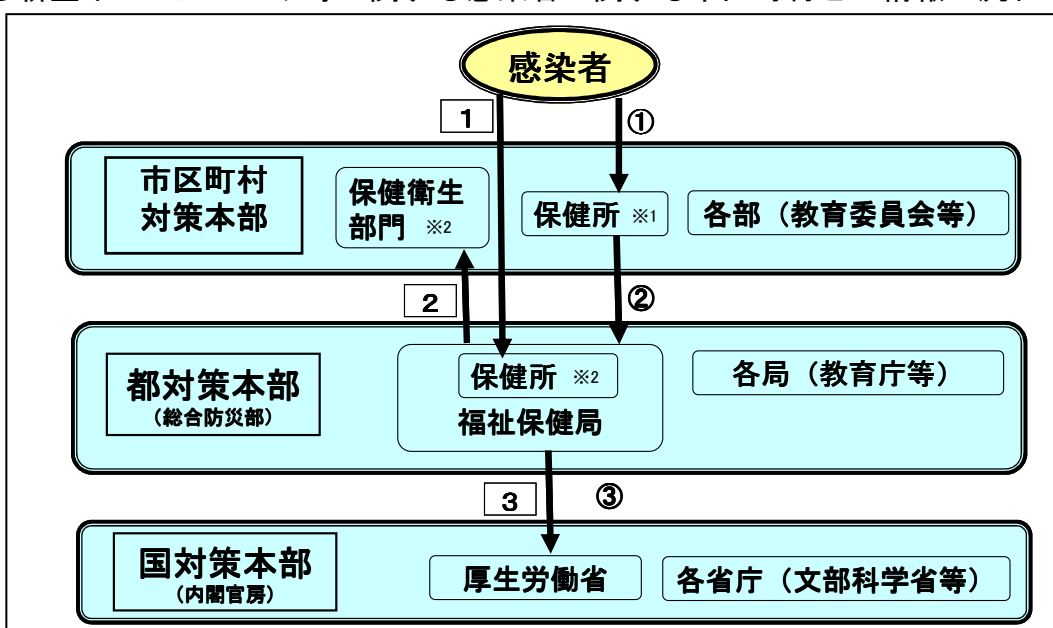 感染者
1
①
市区町村
対策本部
保健衛生
部門 ※2
保健所 ※1
各部（教育委員会等）
2
②
都対策本部
（総合防災部）
保健所 ※2
福祉保健局
各局（教育庁等）
3
③
国対策本部
（内閣官房）
厚生労働省
各省庁（文部科学省等）